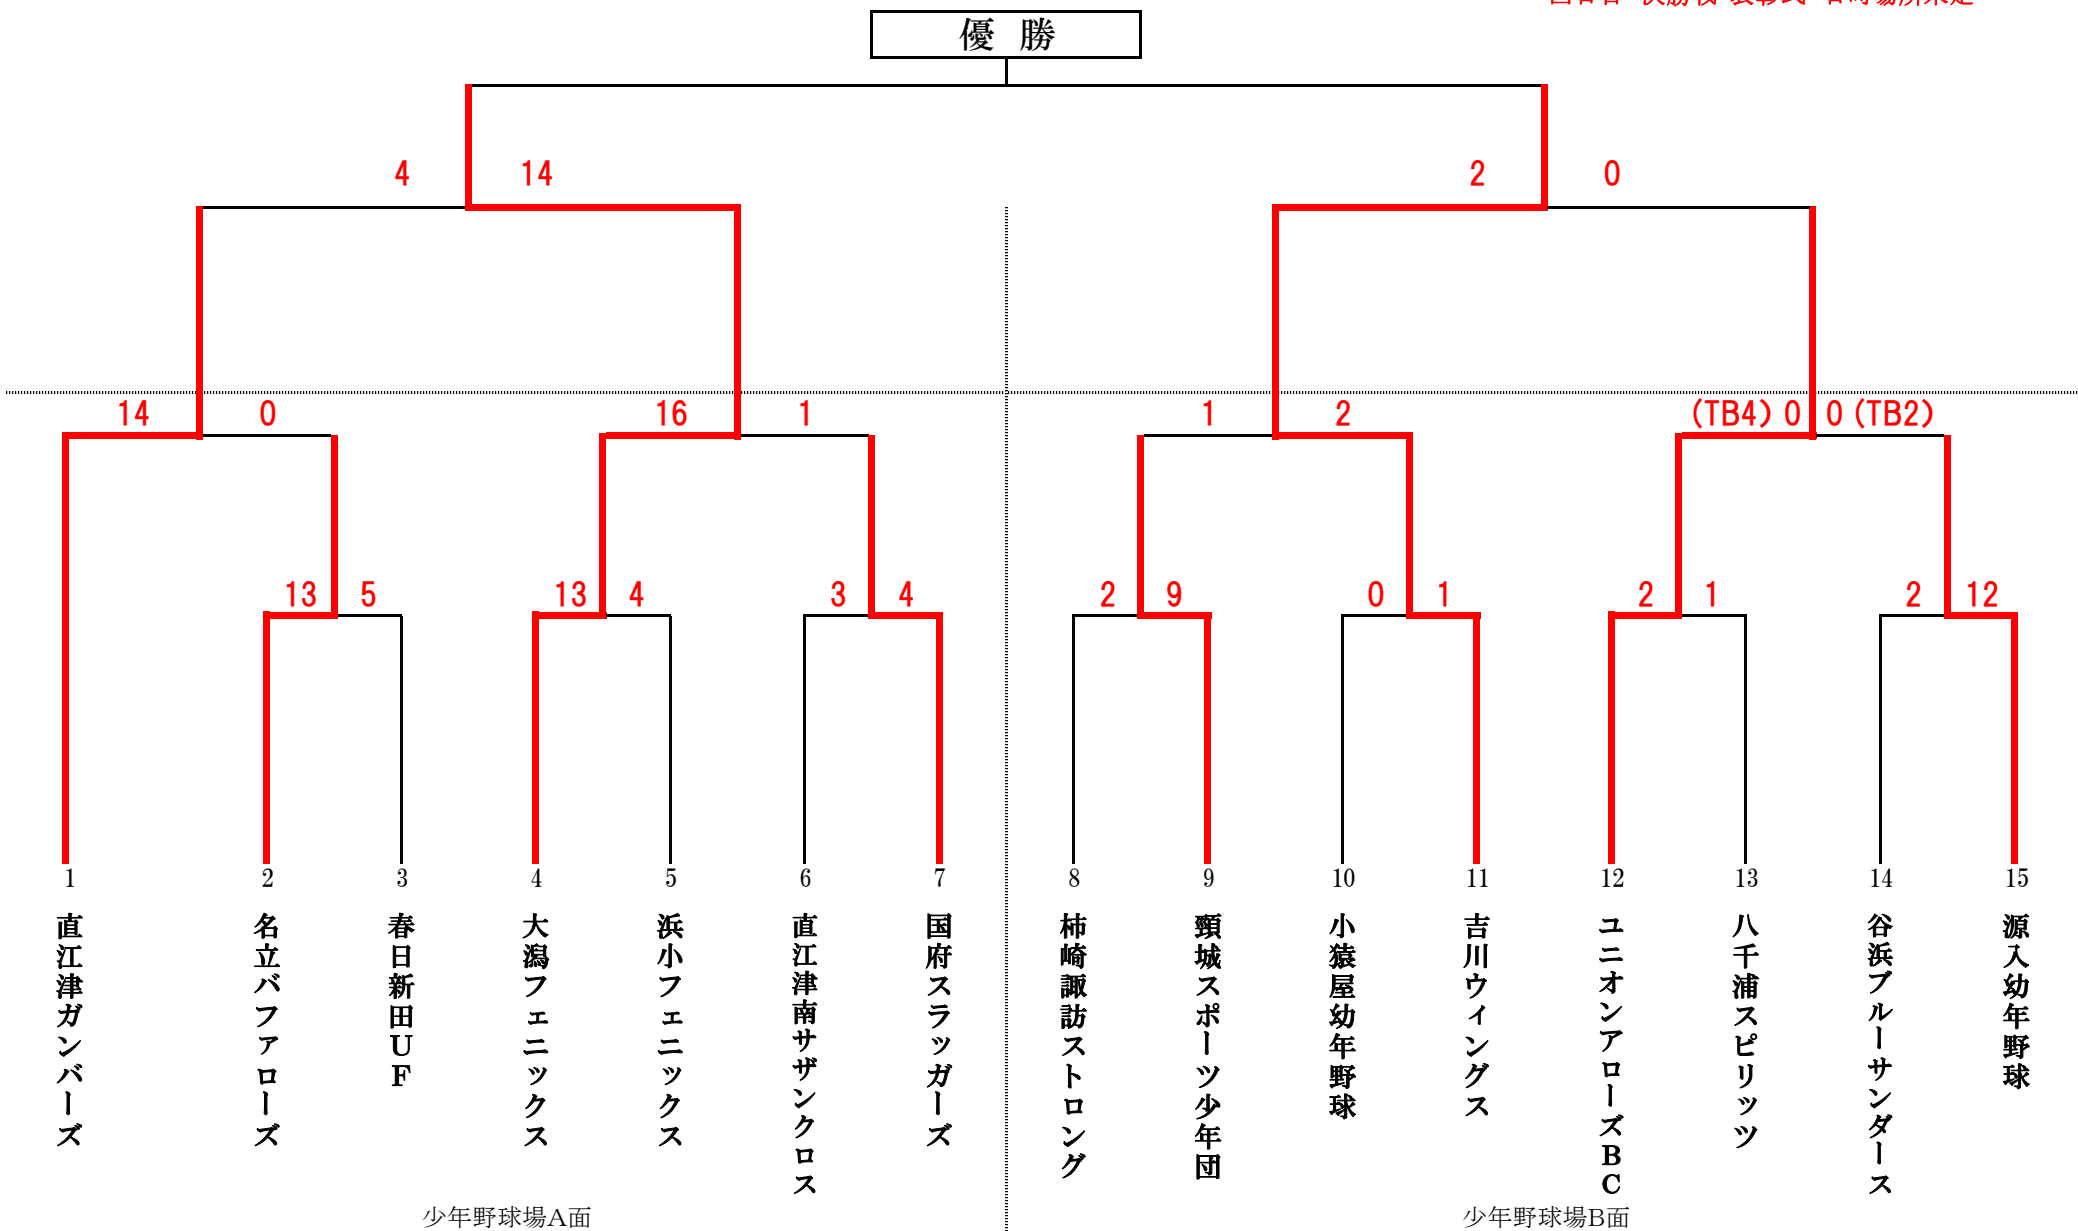 優 勝
4 14 2 0
14 0 16 1 1 2 (TB4) 0 0 (TB2)
13 5 13 4 3 4 2 9 0 1 2 1 2 12
1 2 3 4 5 6 7 8 9 10 11 12 13 14 15
直江津ガンバーズ
名立バファローズ
春日新田UF
大潟フェニックス
浜小フェニックス
直江津南サザンクロス
国府スラッガーズ
柿崎諏訪ストロング
頸城スポーツ少年団
小猿屋幼年野球
吉川ウィングス
ユニオンアローズBC
八千浦スピリッツ
谷浜ブルーサンダース
源入幼年野球
少年野球場A面
少年野球場B面